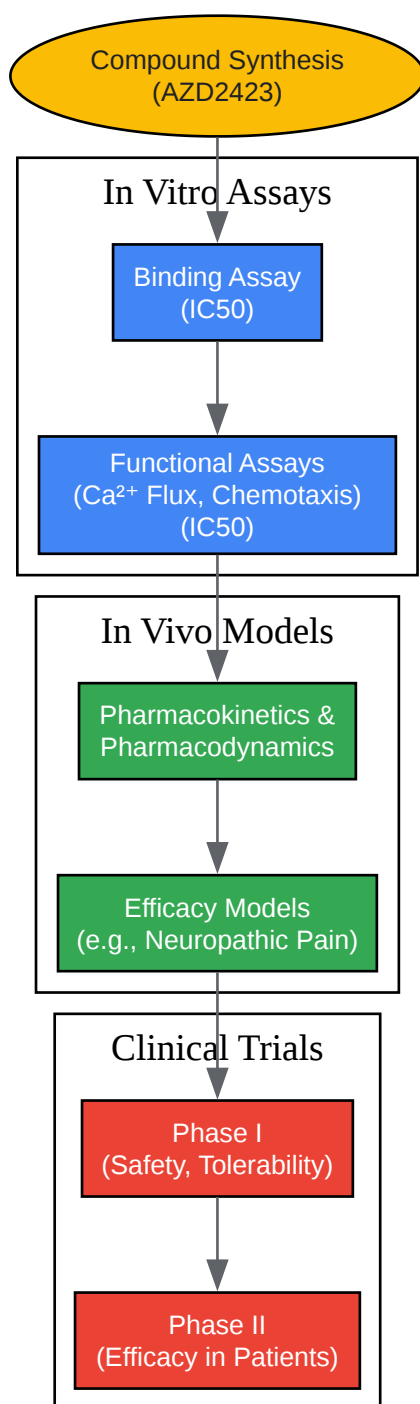 Compound Synthesis
(AZD2423)
In Vitro Assays
Binding Assay
(IC50)
Functional Assays
(Ca²⁺ Flux, Chemotaxis)
(IC50)
In Vivo Models
Pharmacokinetics &
Pharmacodynamics
Efficacy Models
(e.g., Neuropathic Pain)
Clinical Trials
Phase I
(Safety, Tolerability)
Phase II
(Efficacy in Patients)